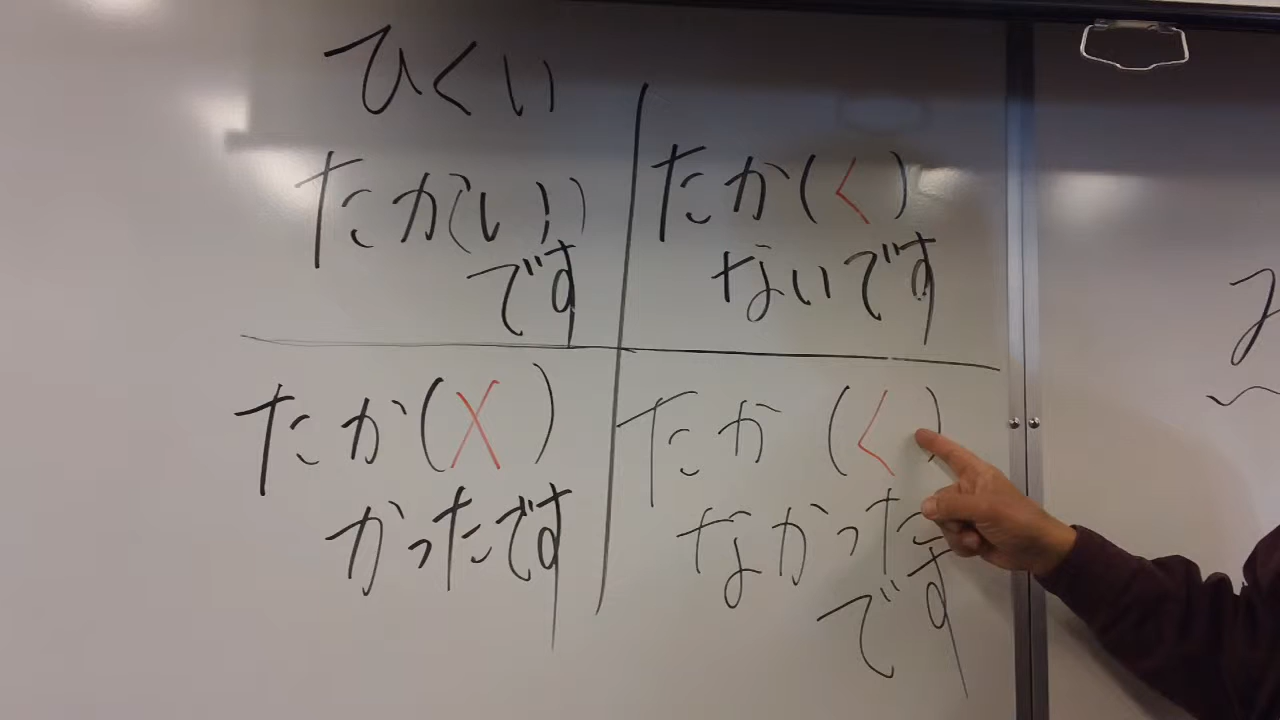 ひくい
たか(い)
です
たか(く)
ないです
たか(X)
かったです
たか(く)
なかった
です